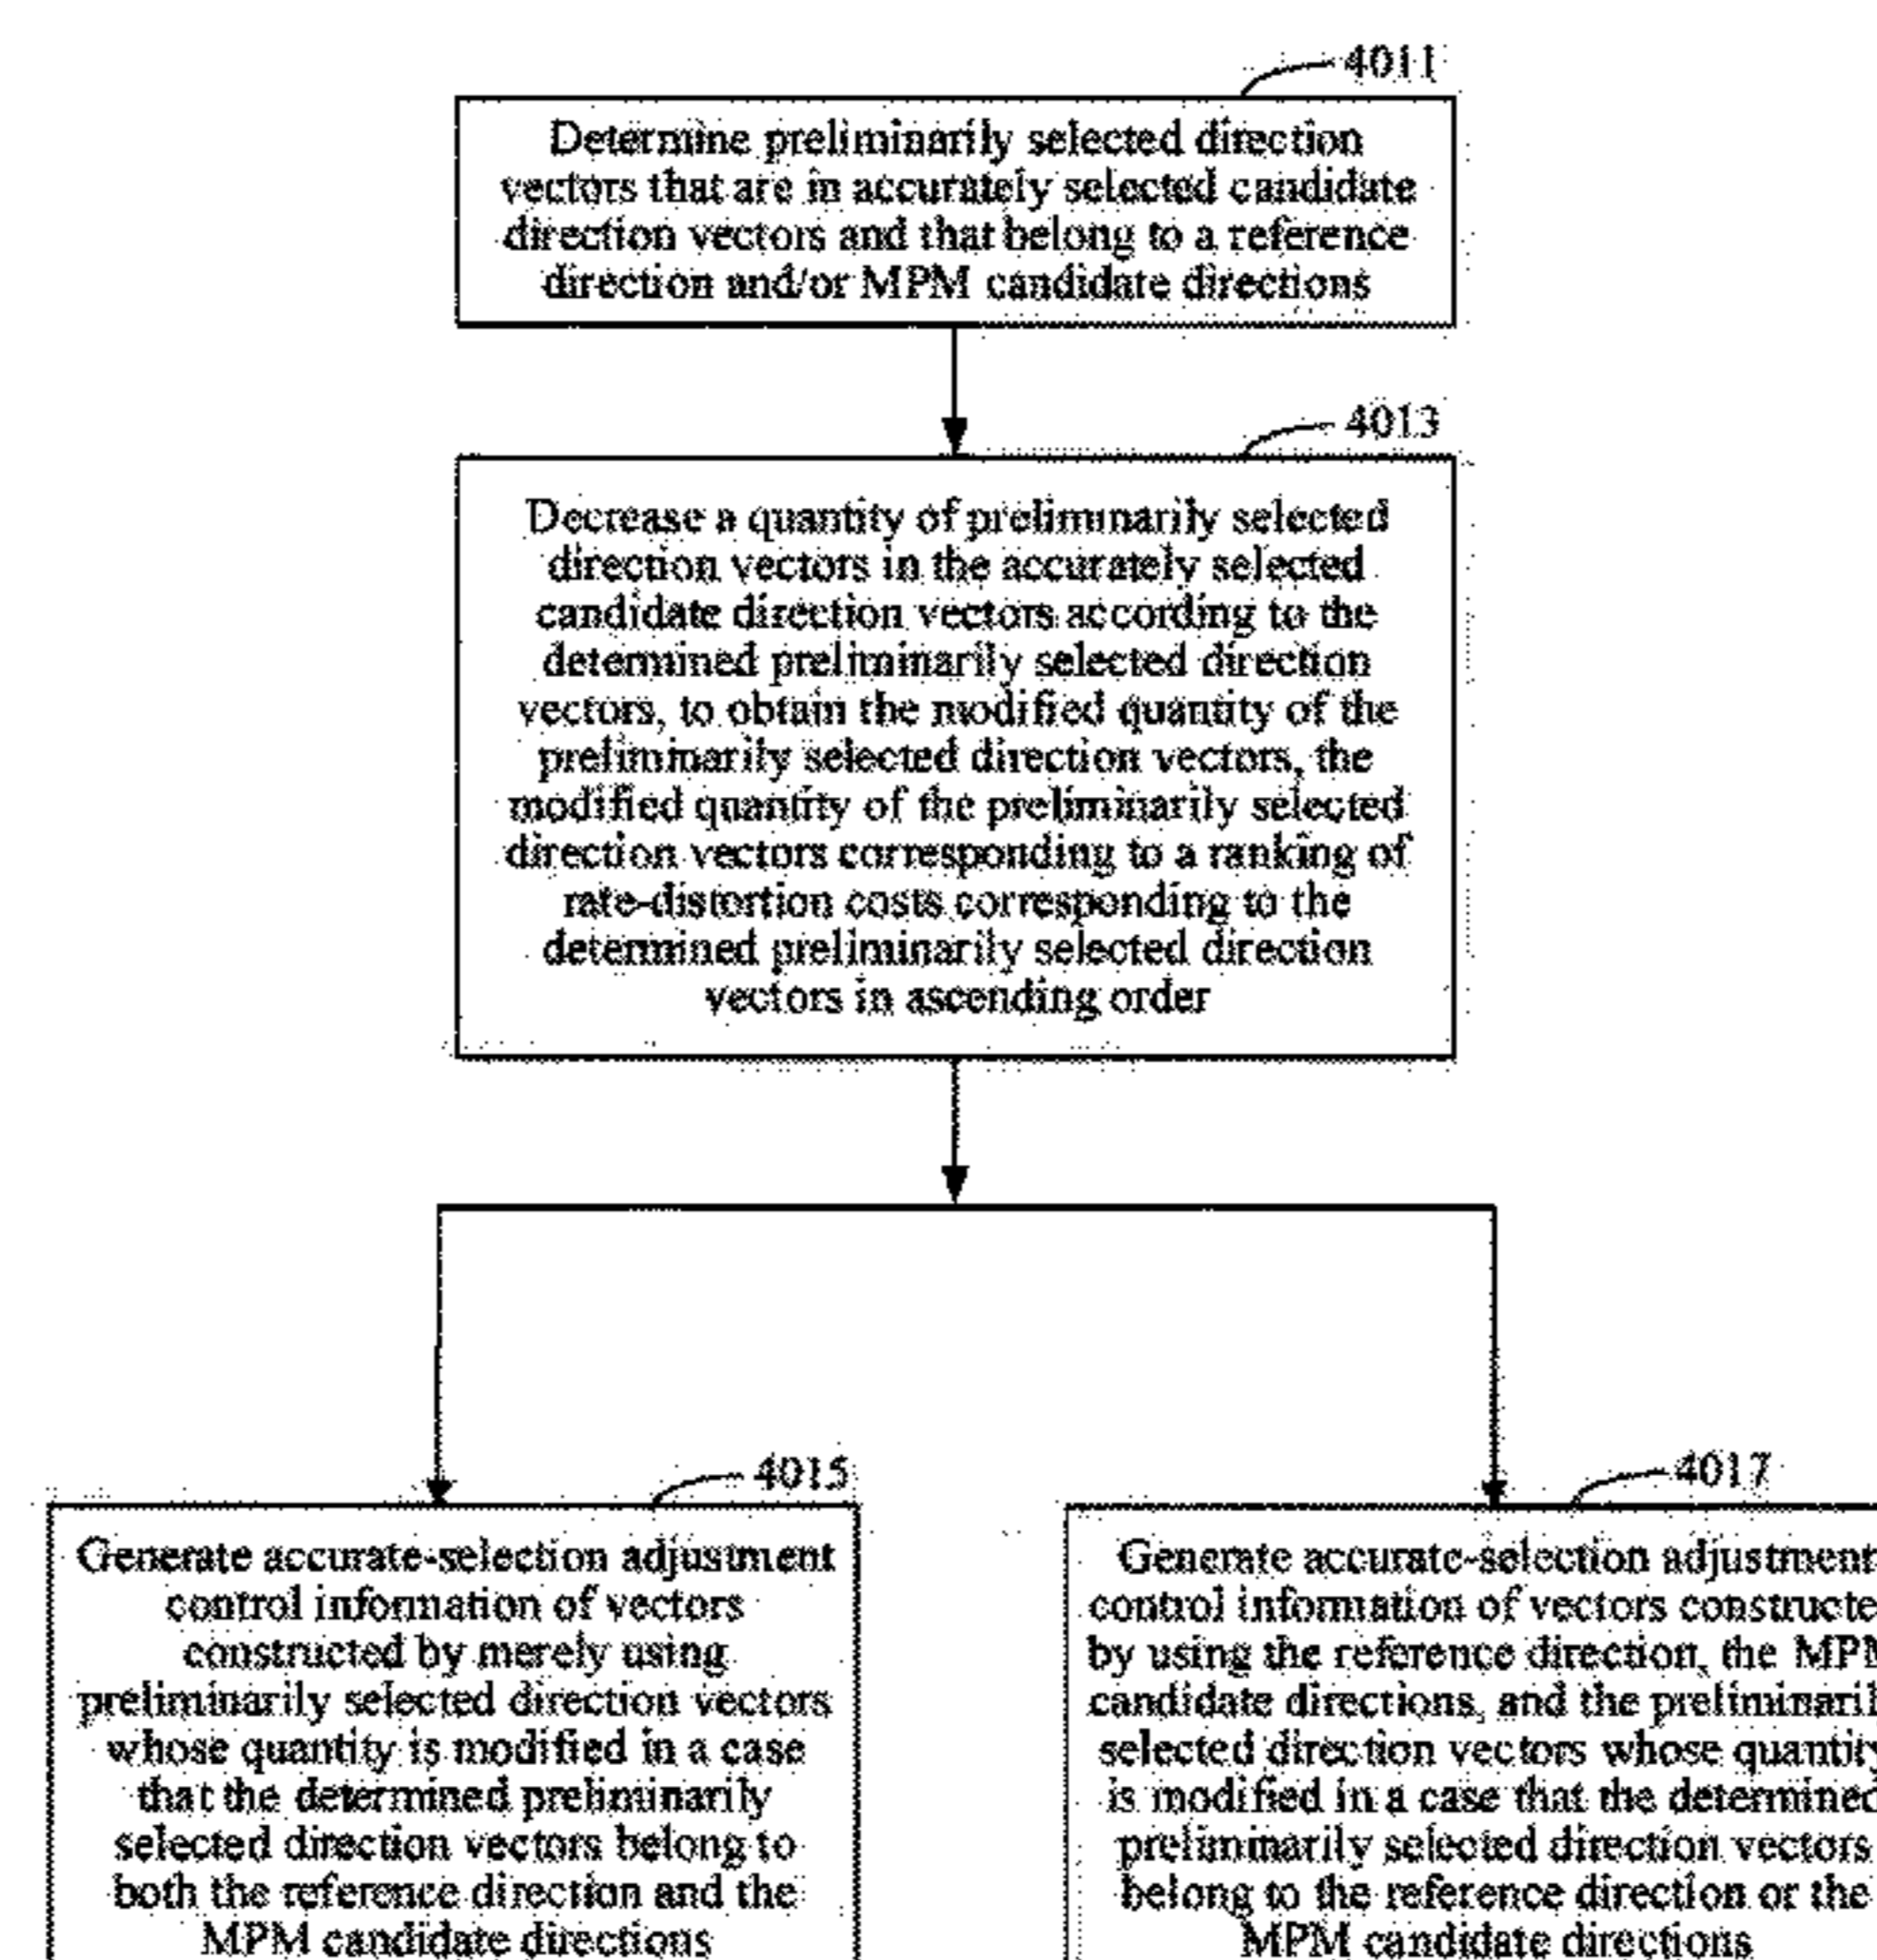 4011
Determine preliminarily selected direction
vectors that are in accurately selected candidate
direction vectors and that belong to a reference
direction and/or MPM candidate directions
4013
Decrease a quantity of preliminarily selected
direction vectors in the accurately selected
candidate direction vectors according to the
determined preliminarily selected direction
vectors, to obtain the modified quantity of the
preliminarily selected direction vectors, the
modified quantity of the preliminarily selected
direction vectors corresponding to a ranking of
rate-distortion costs corresponding to the
determined preliminarily selected direction
vectors in ascending order
4015
Generate accurate-selection adjustment
control information of vectors
constructed by merely using
preliminarily selected direction vectors
whose quantity is modified in a case
that the determined preliminarily
selected direction vectors belong to
both the reference direction and the
MPM candidate directions
4017
Generate accurate-selection adjustment
control information of vectors constructe
by using the reference direction, the MPM
candidate directions, and the preliminaril
selected direction vectors whose quantity
is modified in a case that the determined
preliminarily selected direction vectors
belong to the reference direction or the
MPM candidate directions